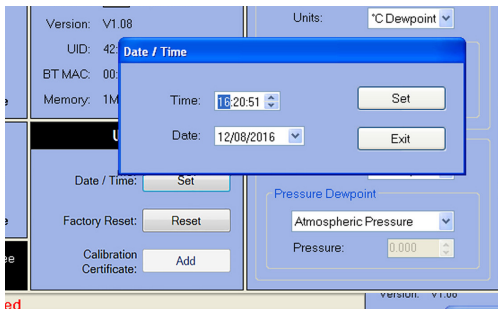 Version: V1.08
Units: °C Dewpoint
UID: 42:
Date / Time
BT MAC: 00:
Memory: 1M
Time: 16:20:51
Set
Date: 12/08/2016
Exit
U
Date / Time: Set
Pressure Dewpoint
Factory Reset: Reset
Atmospheric Pressure
Pressure: 0.000
Calibration
Certificate: Add
ee
ed
Version: V1.08